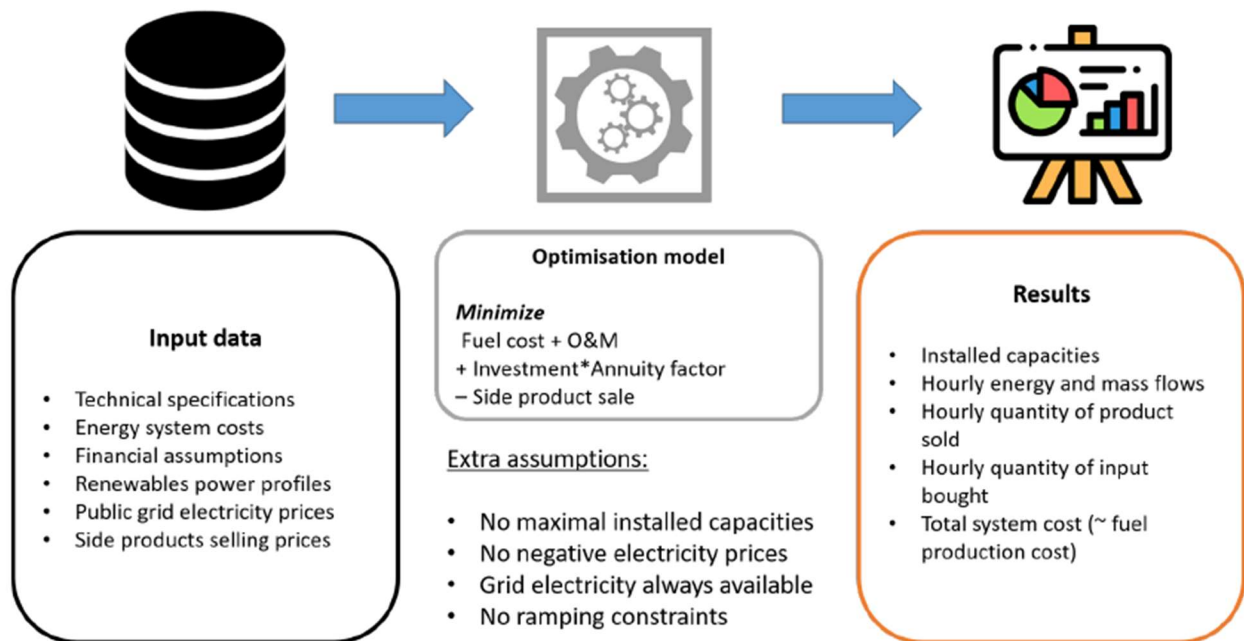 Input data
• Technical specifications
• Energy system costs
• Financial assumptions
• Renewables power profiles
• Public grid electricity prices
• Side products selling prices
Optimisation model
Minimize
Fuel cost + O&M
+ Investment*Annuity factor
– Side product sale
Extra assumptions:
• No maximal installed capacities
• No negative electricity prices
• Grid electricity always available
• No ramping constraints
Results
• Installed capacities
• Hourly energy and mass flows
• Hourly quantity of product
sold
• Hourly quantity of input
bought
• Total system cost (~ fuel
production cost)